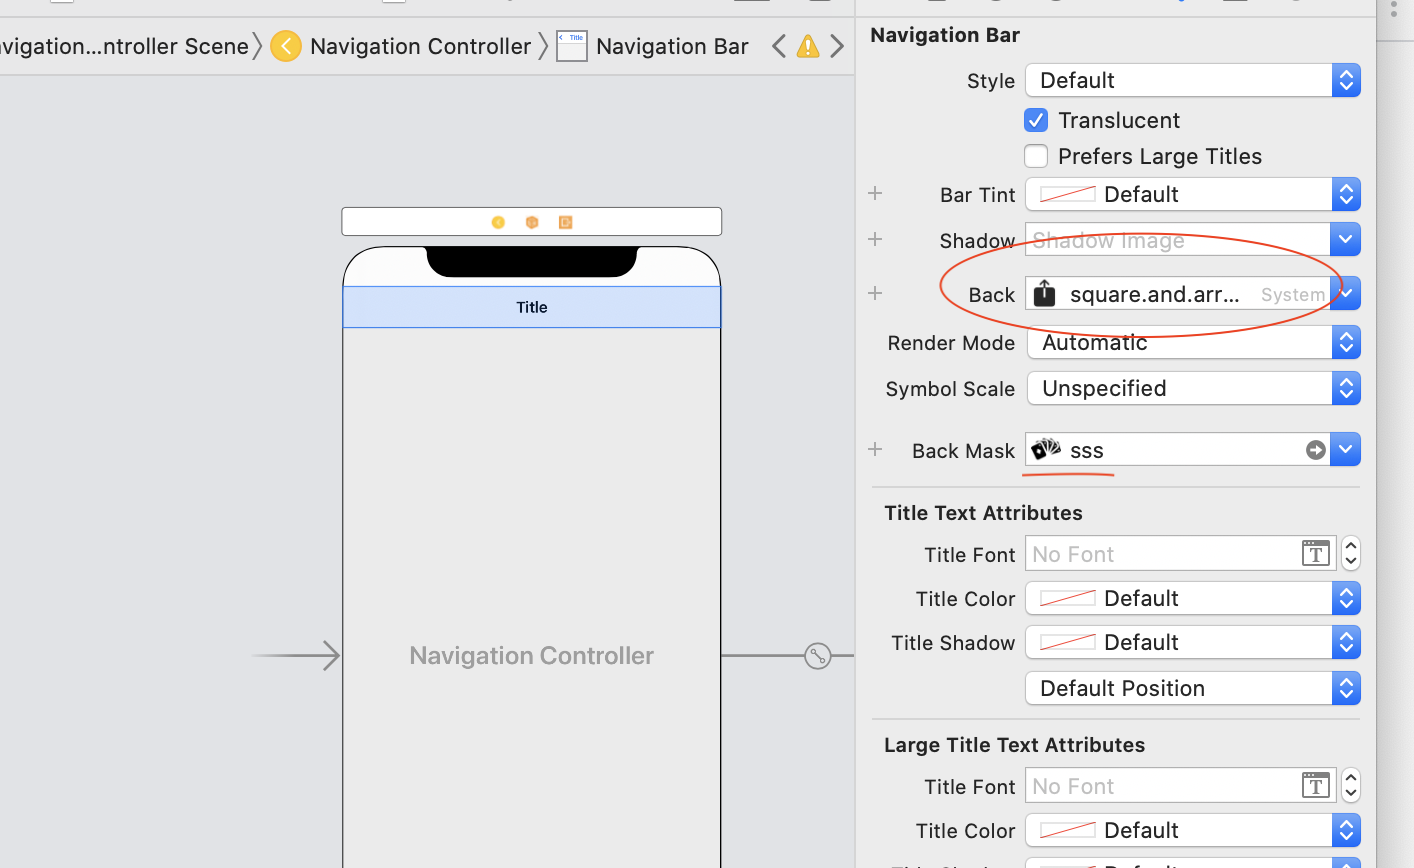 Navigation Bar
avigation...ntroller Scene Navigation Controller Title Navigation Bar
Style Default
Translucent
Prefers Large Titles
Bar Tint Default
Shadow Shadow Image
Back square.and.arr... System
Render Mode Automatic
Symbol Scale Unspecified
Back Mask sss
Title Text Attributes
Title Font No Font T
Title Color Default
Title Shadow Default
Default Position
Large Title Text Attributes
Title Font No Font T
Title Color Default
Title
Navigation Controller